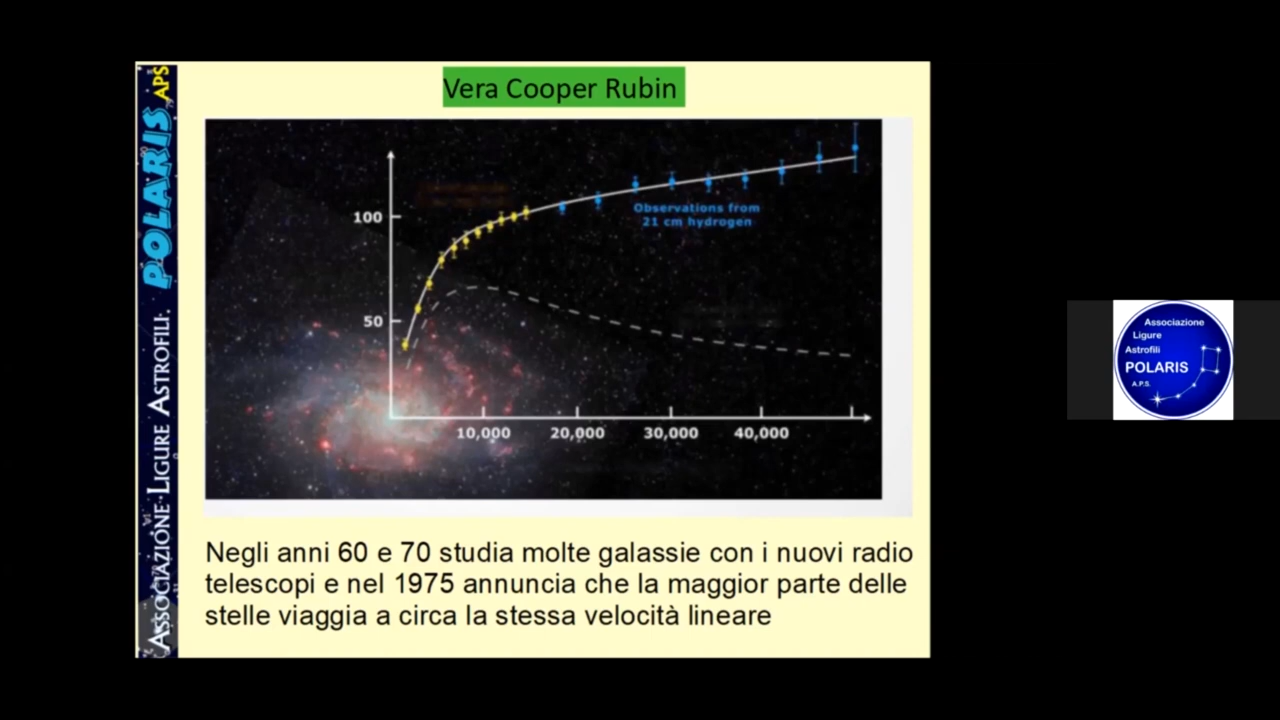 Vera Cooper Rubin
POLARIS APS
ASSOCIAZIONE LIGURE ASTROFILI
100
50
Observations from
21 cm hydrogen
10,000
20,000
30,000
40,000
Negli anni 60 e 70 studia molte galassie con i nuovi radio
telescopi e nel 1975 annuncia che la maggior parte delle
stelle viaggia a circa la stessa velocità lineare
Associazione
Ligure
Astrofili
POLARIS
A.P.S.